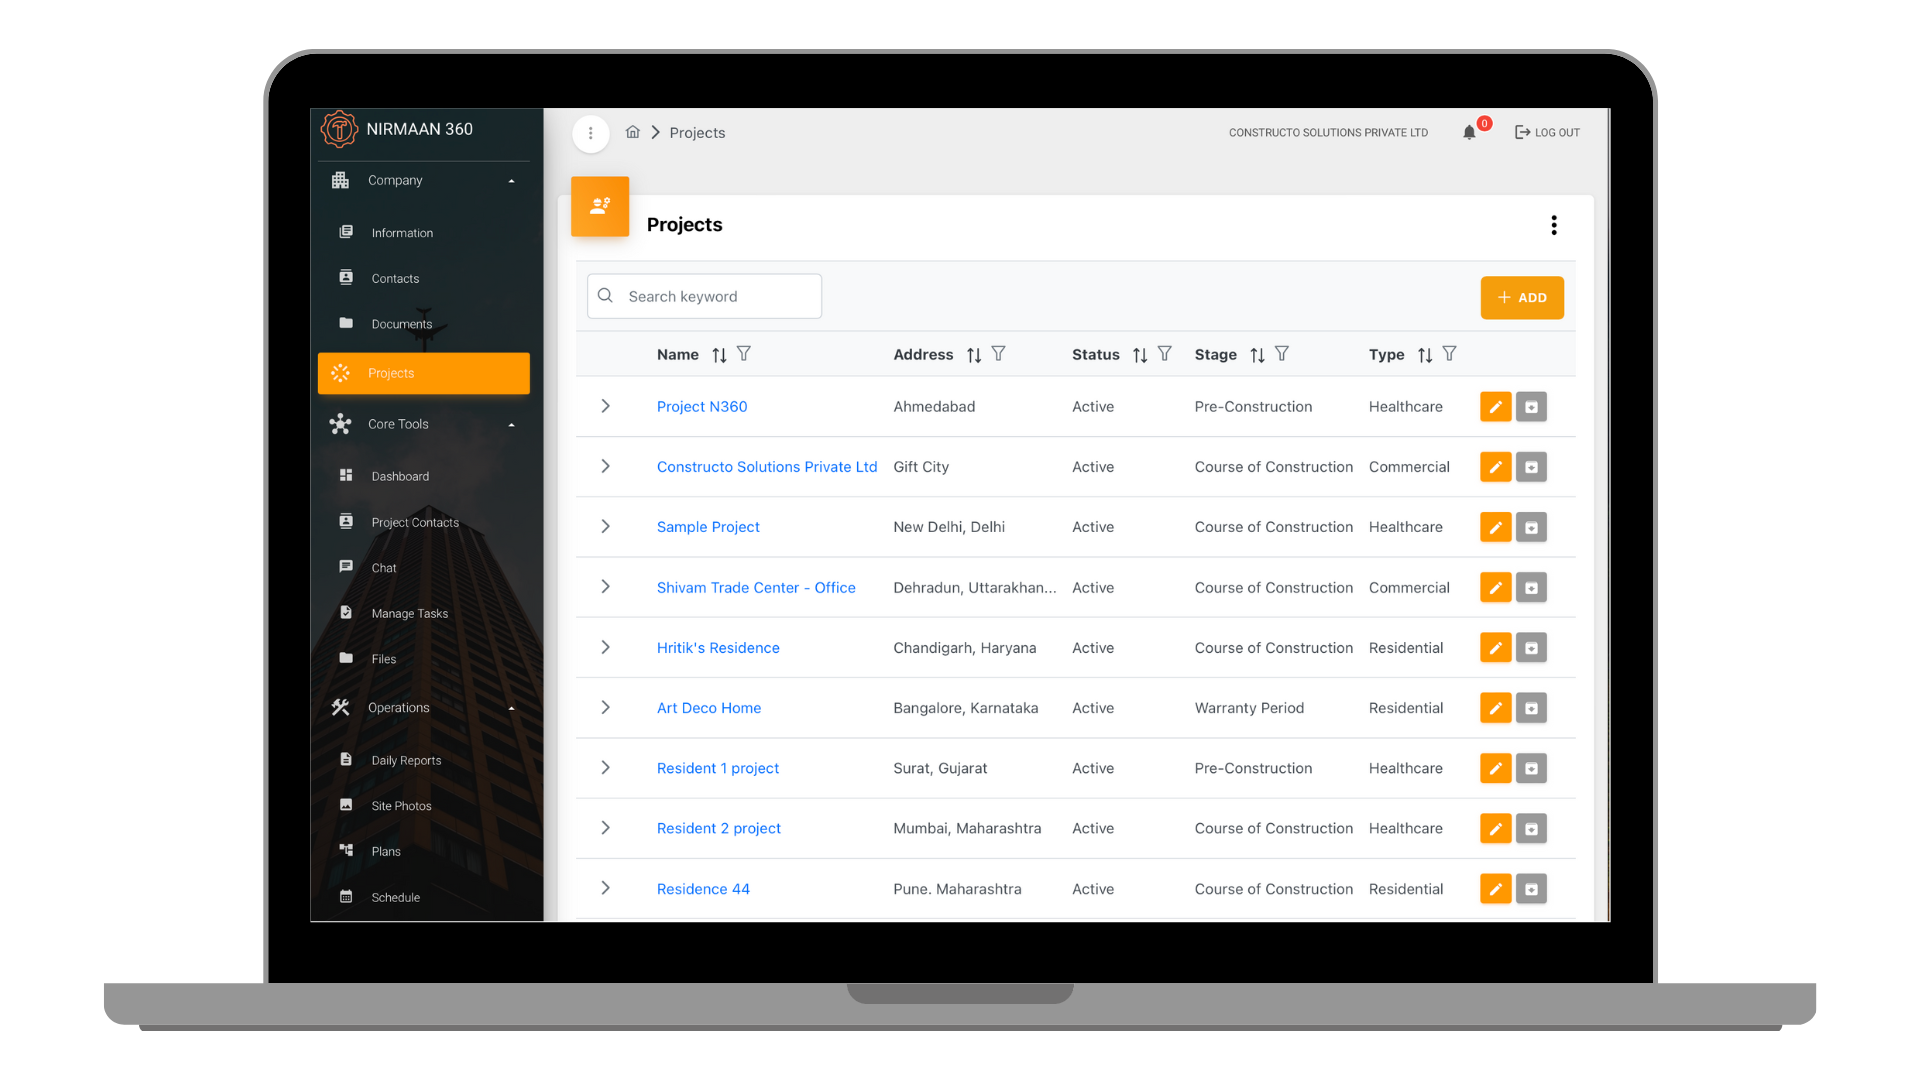 NIRMAAN 360
Company
Information
Contacts
Documents
Projects
Core Tools
Dashboard
Project Contacts
Chat
Manage Tasks
Files
Operations
Daily Reports
Site Photos
Plans
Schedule
Projects
CONSTRUCTO SOLUTIONS PRIVATE LTD
0
LOG OUT
Projects
Search keyword
ADD
Name Address Status Stage Type
Project N360 Ahmedabad Active Pre-Construction Healthcare
Constructo Solutions Private Ltd Gift City Active Course of Construction Commercial
Sample Project New Delhi, Delhi Active Course of Construction Healthcare
Shivam Trade Center - Office Dehradun, Uttarakhan... Active Course of Construction Commercial
Hritik's Residence Chandigarh, Haryana Active Course of Construction Residential
Art Deco Home Bangalore, Karnataka Active Warranty Period Residential
Resident 1 project Surat, Gujarat Active Pre-Construction Healthcare
Resident 2 project Mumbai, Maharashtra Active Course of Construction Healthcare
Residence 44 Pune. Maharashtra Active Course of Construction Residential